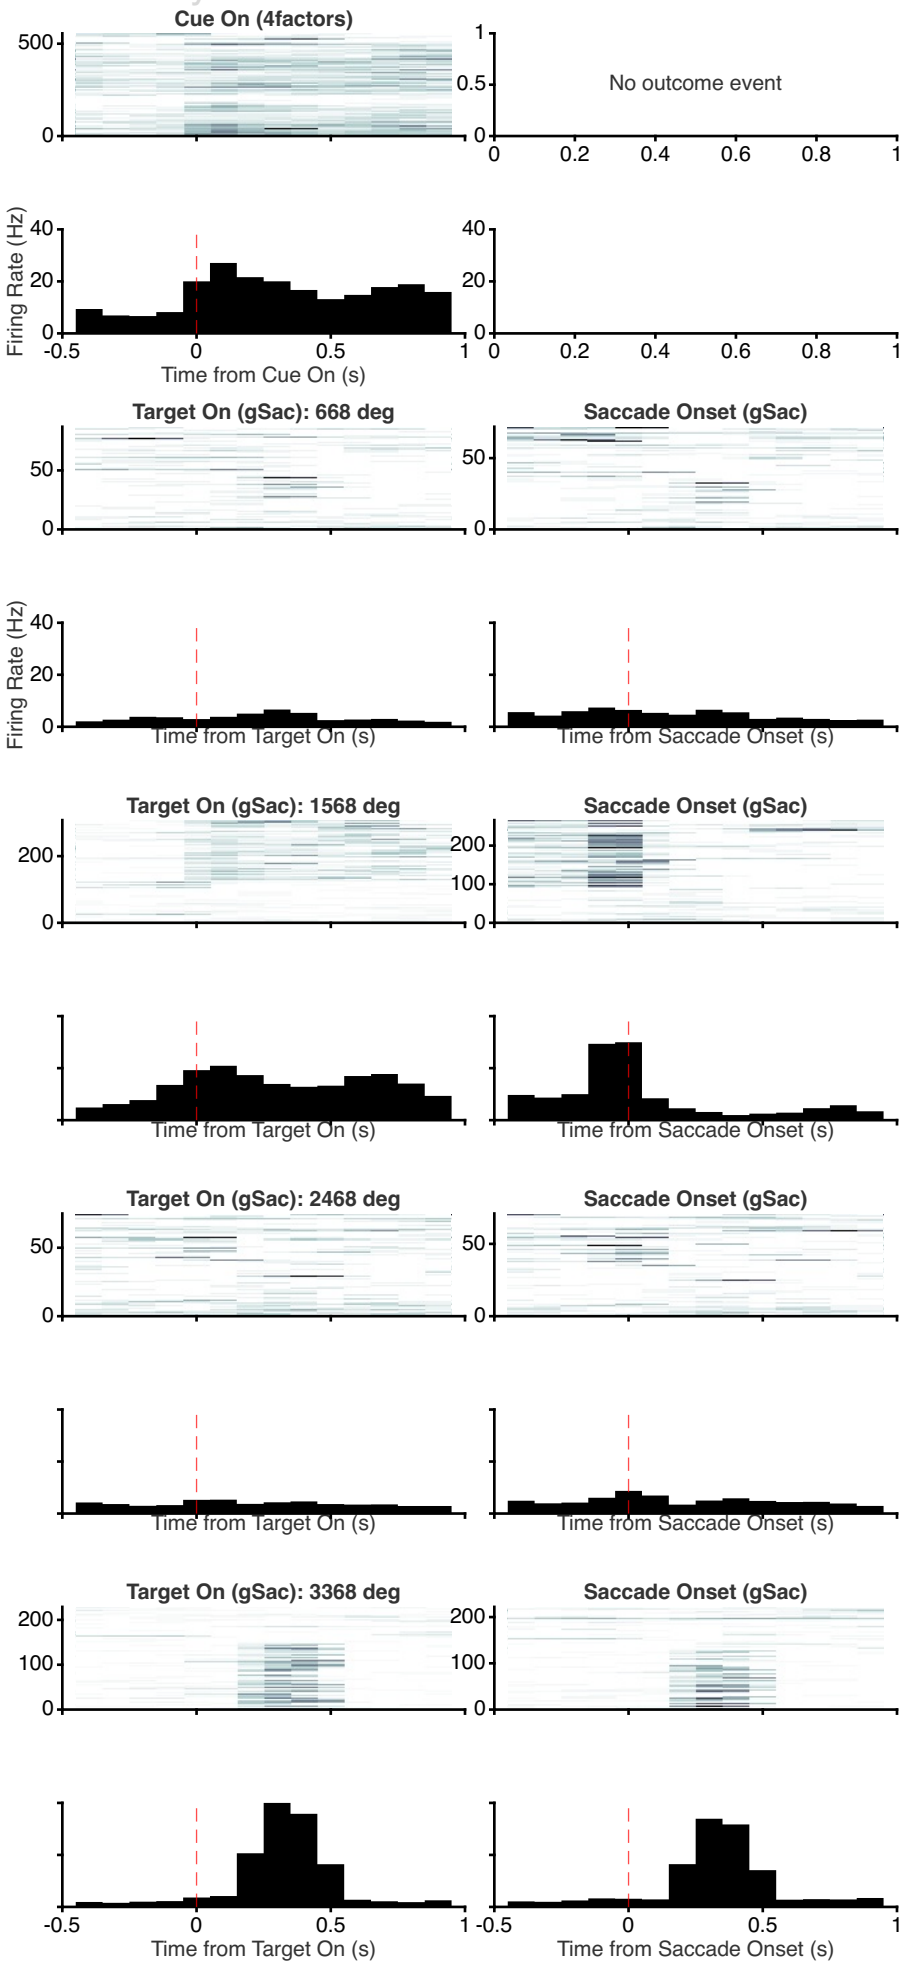 Cue On (4factors)
500
0
1
0.5
0
No outcome event
0 0.2 0.4 0.6 0.8 1
Firing Rate (Hz)
40
20
0
-0.5 0 0.5 1
Time from Cue On (s)
40
20
0
0 0.2 0.4 0.6 0.8 1
Target On (gSac): 668 deg
50
0
Saccade Onset (gSac)
50
0
Firing Rate (Hz)
40
20
0
Time from Target On (s)
Time from Saccade Onset (s)
Target On (gSac): 1568 deg
200
0
Saccade Onset (gSac)
200
100
0
Time from Target On (s)
Time from Saccade Onset (s)
Target On (gSac): 2468 deg
50
0
Saccade Onset (gSac)
50
0
Time from Target On (s)
Time from Saccade Onset (s)
Target On (gSac): 3368 deg
200
100
0
Saccade Onset (gSac)
200
100
0
-0.5 0 0.5 1
Time from Target On (s)
-0.5 0 0.5 1
Time from Saccade Onset (s)